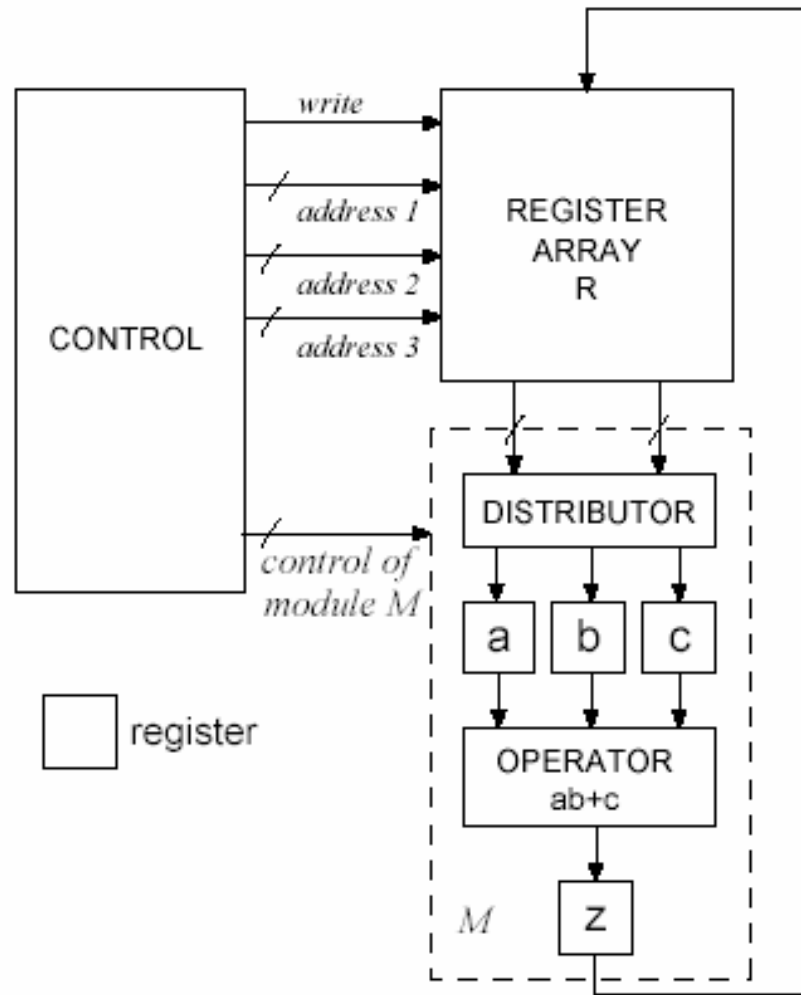 write
address 1
address 2
address 3
CONTROL
REGISTER
ARRAY
R
control of
module M
DISTRIBUTOR
a
b
c
register
OPERATOR
ab+c
M
z